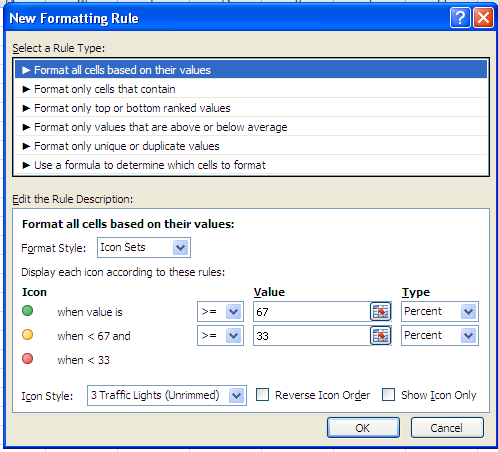 New Formatting Rule
Select a Rule Type:
► Format all cells based on their values
► Format only cells that contain
► Format only top or bottom ranked values
► Format only values that are above or below average
► Format only unique or duplicate values
► Use a formula to determine which cells to format
Edit the Rule Description:
Format all cells based on their values:
Format Style: Icon Sets
Display each icon according to these rules:
Icon Value Type
when value is >= 67 Percent
when < 67 and >= 33 Percent
when < 33
Icon Style: 3 Traffic Lights (Unrimmed) Reverse Icon Order Show Icon Only
OK Cancel